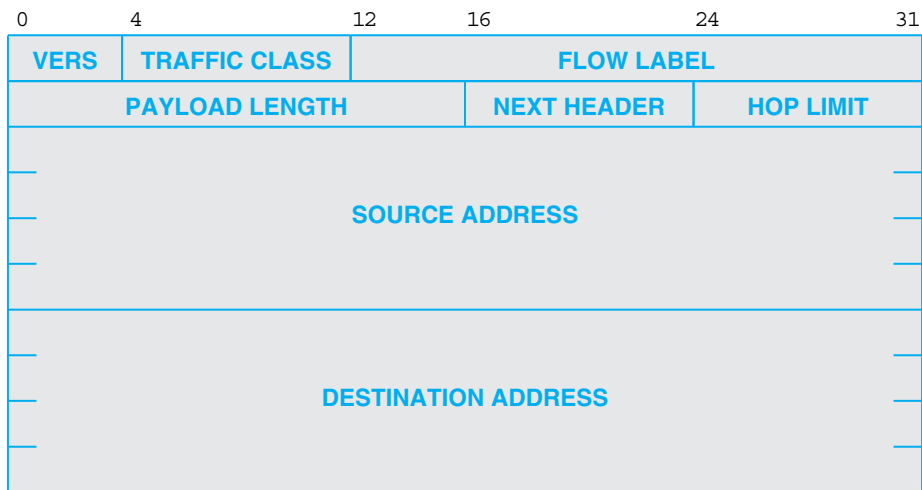 0 4 12 16 24 31
VERS TRAFFIC CLASS FLOW LABEL
PAYLOAD LENGTH NEXT HEADER HOP LIMIT
SOURCE ADDRESS
DESTINATION ADDRESS